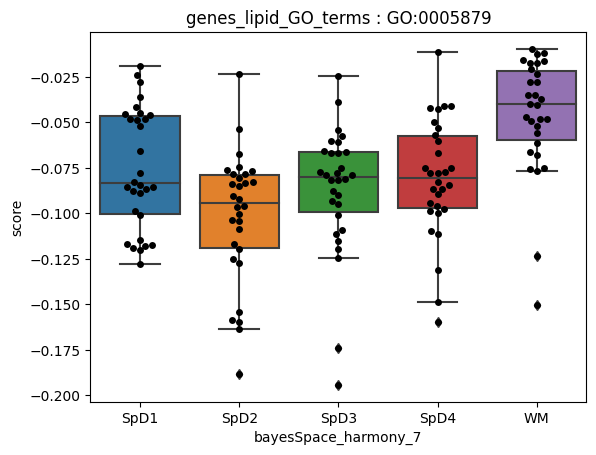 genes_lipid_GO_terms : GO:0005879
score
−0.025
−0.050
−0.075
−0.100
−0.125
−0.150
−0.175
−0.200
SpD1 SpD2 SpD3 SpD4 WM
bayesSpace_harmony_7